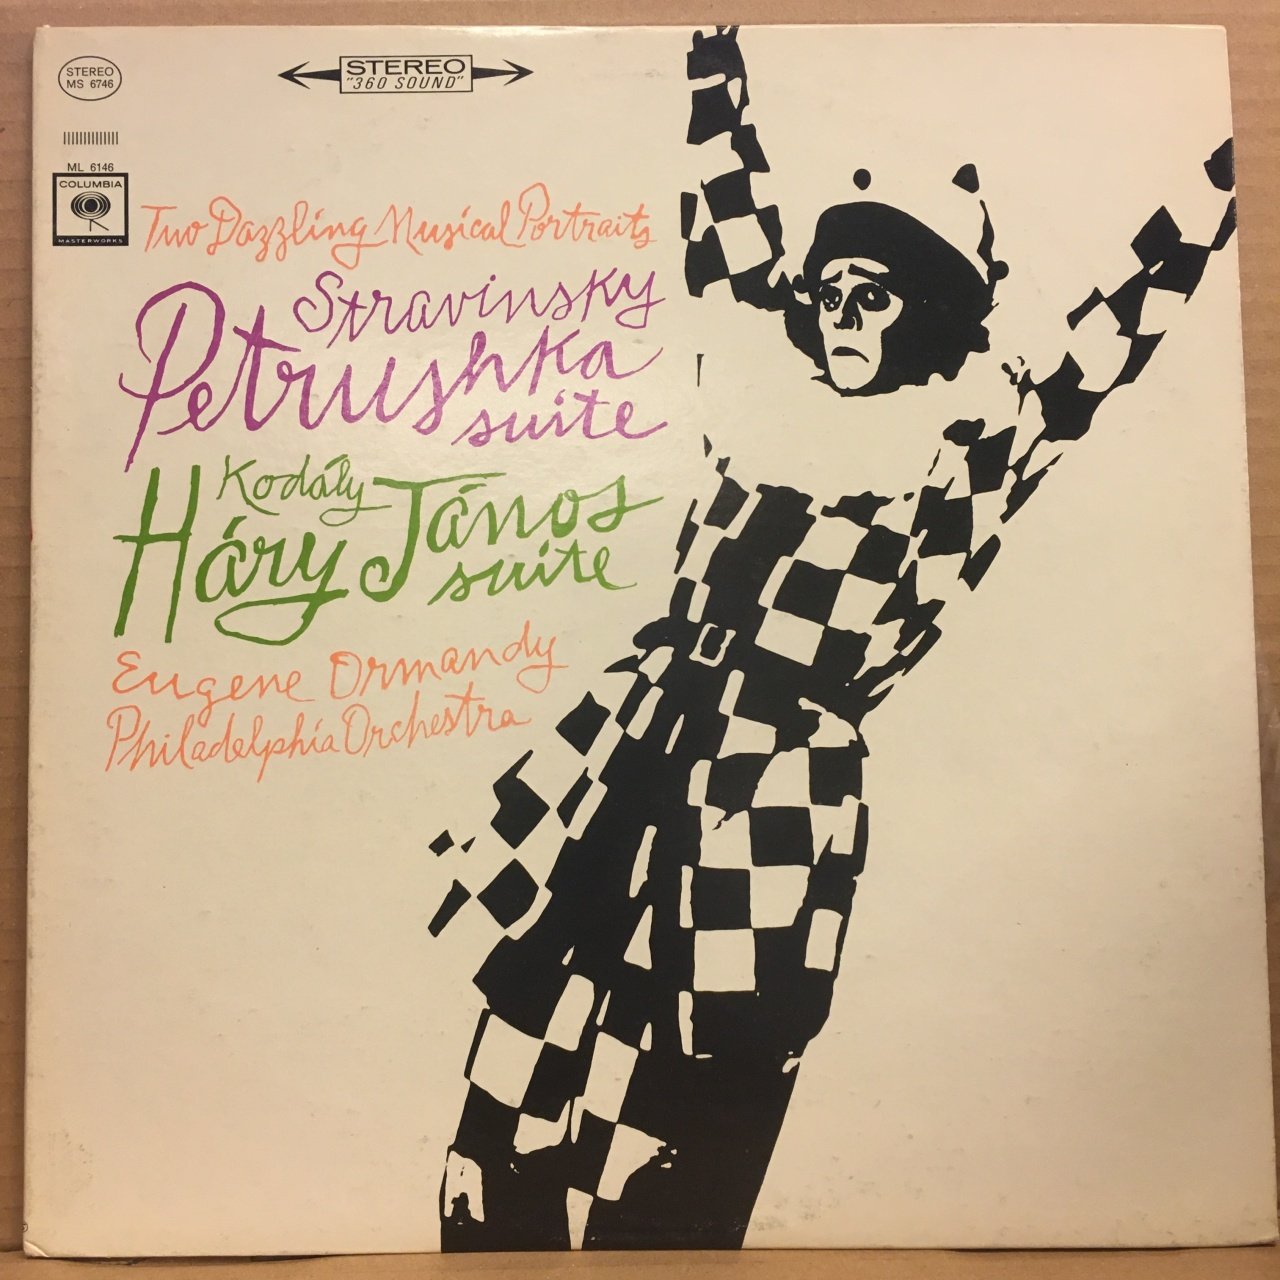 STEREO
MS 6746
STEREO
"360 SOUND"
ML 6146
COLUMBIA
MASTERWORKS
Two Dazzling Musical Portraits
Stravinsky
Petrushka
suite
Kodály
Háry János
suite
Eugene Ormandy
Philadelphia Orchestra